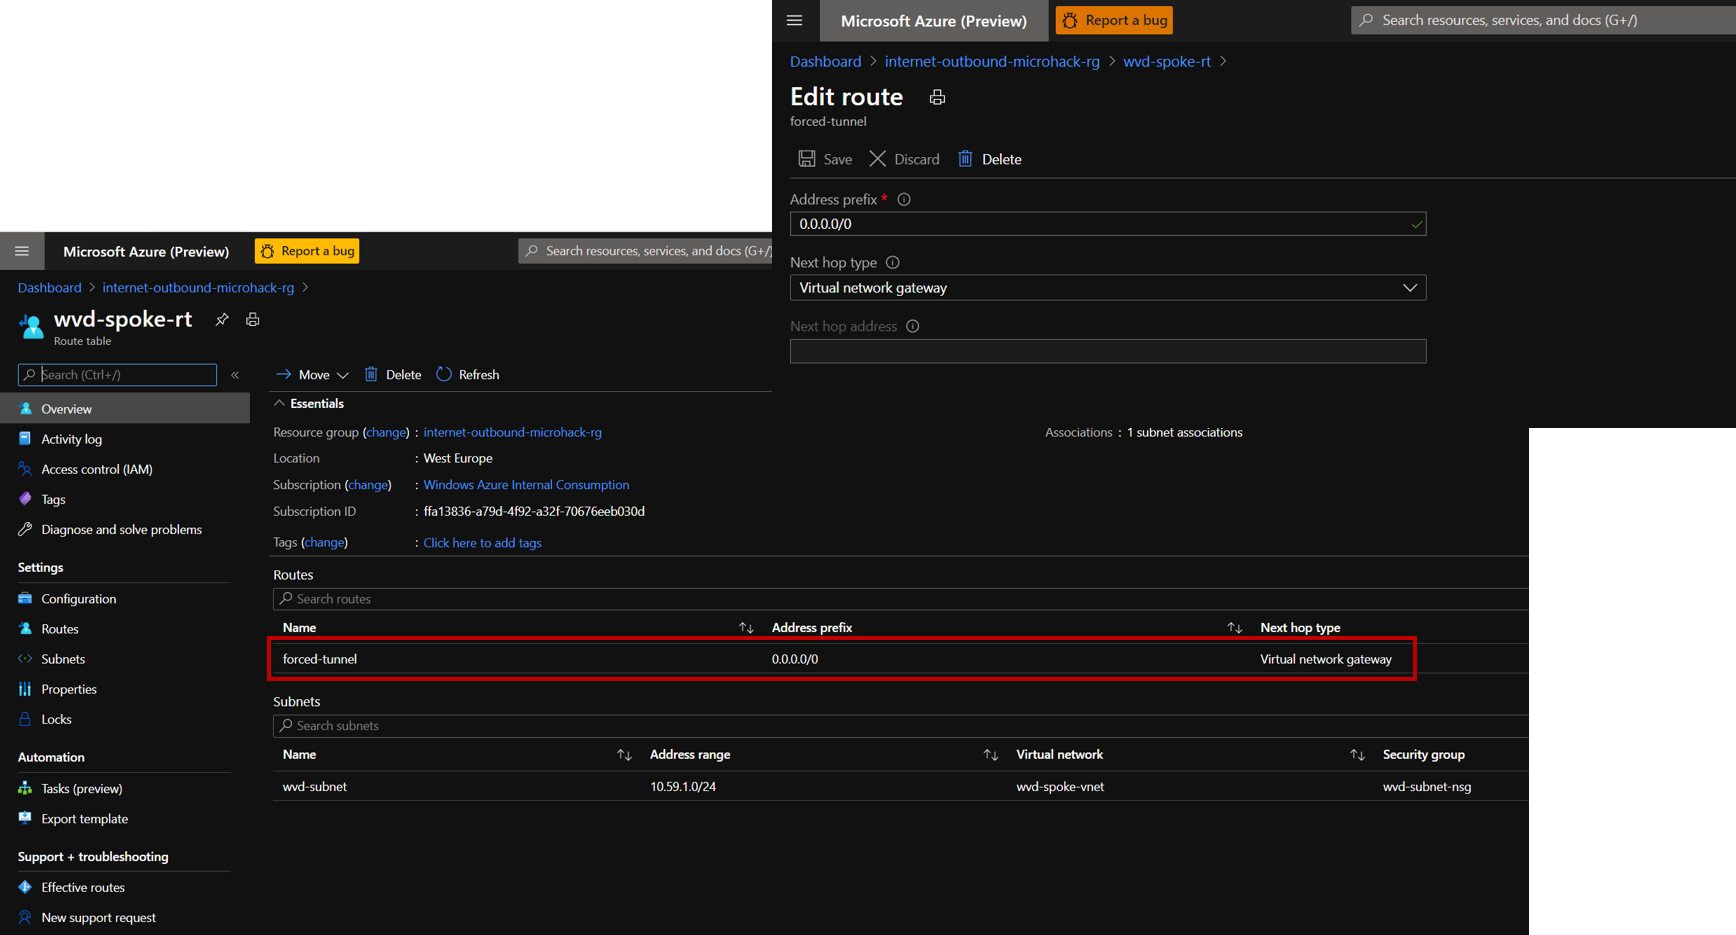 Microsoft Azure (Preview)
Report a bug
Search resources, services, and docs (G+/)
Dashboard > internet-outbound-microhack-rg > wvd-spoke-rt >
Edit route
forced-tunnel
Save
Discard
Delete
Address prefix * 
0.0.0.0/0
Next hop type
Virtual network gateway
Next hop address
Microsoft Azure (Preview)
Report a bug
Search resources, services, and docs (G+/)
Dashboard > internet-outbound-microhack-rg >
wvd-spoke-rt
Route table
Search (Ctrl+/)
«
Overview
Activity log
Access control (IAM)
Tags
Diagnose and solve problems
Settings
Configuration
Routes
Subnets
Properties
Locks
Automation
Tasks (preview)
Export template
Support + troubleshooting
Effective routes
New support request
Move
Delete
Refresh
Essentials
Resource group (change) : internet-outbound-microhack-rg
Location : West Europe
Subscription (change) : Windows Azure Internal Consumption
Subscription ID : ffa13836-a79d-4f92-a32f-70676eeb030d
Tags (change) : Click here to add tags
Associations : 1 subnet associations
Routes
Search routes
Name Address prefix Next hop type
forced-tunnel 0.0.0.0/0 Virtual network gateway
Subnets
Search subnets
Name Address range Virtual network Security group
wvd-subnet 10.59.1.0/24 wvd-spoke-vnet wvd-subnet-nsg